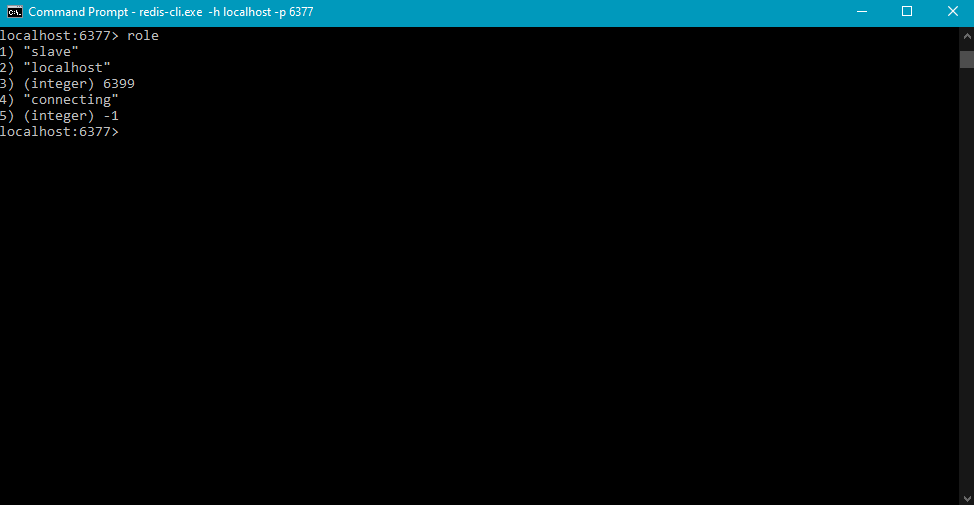 Command Prompt - redis-cli.exe  -h localhost -p 6377
localhost:6377> role
1) "slave"
2) "localhost"
3) (integer) 6399
4) "connecting"
5) (integer) -1
localhost:6377>